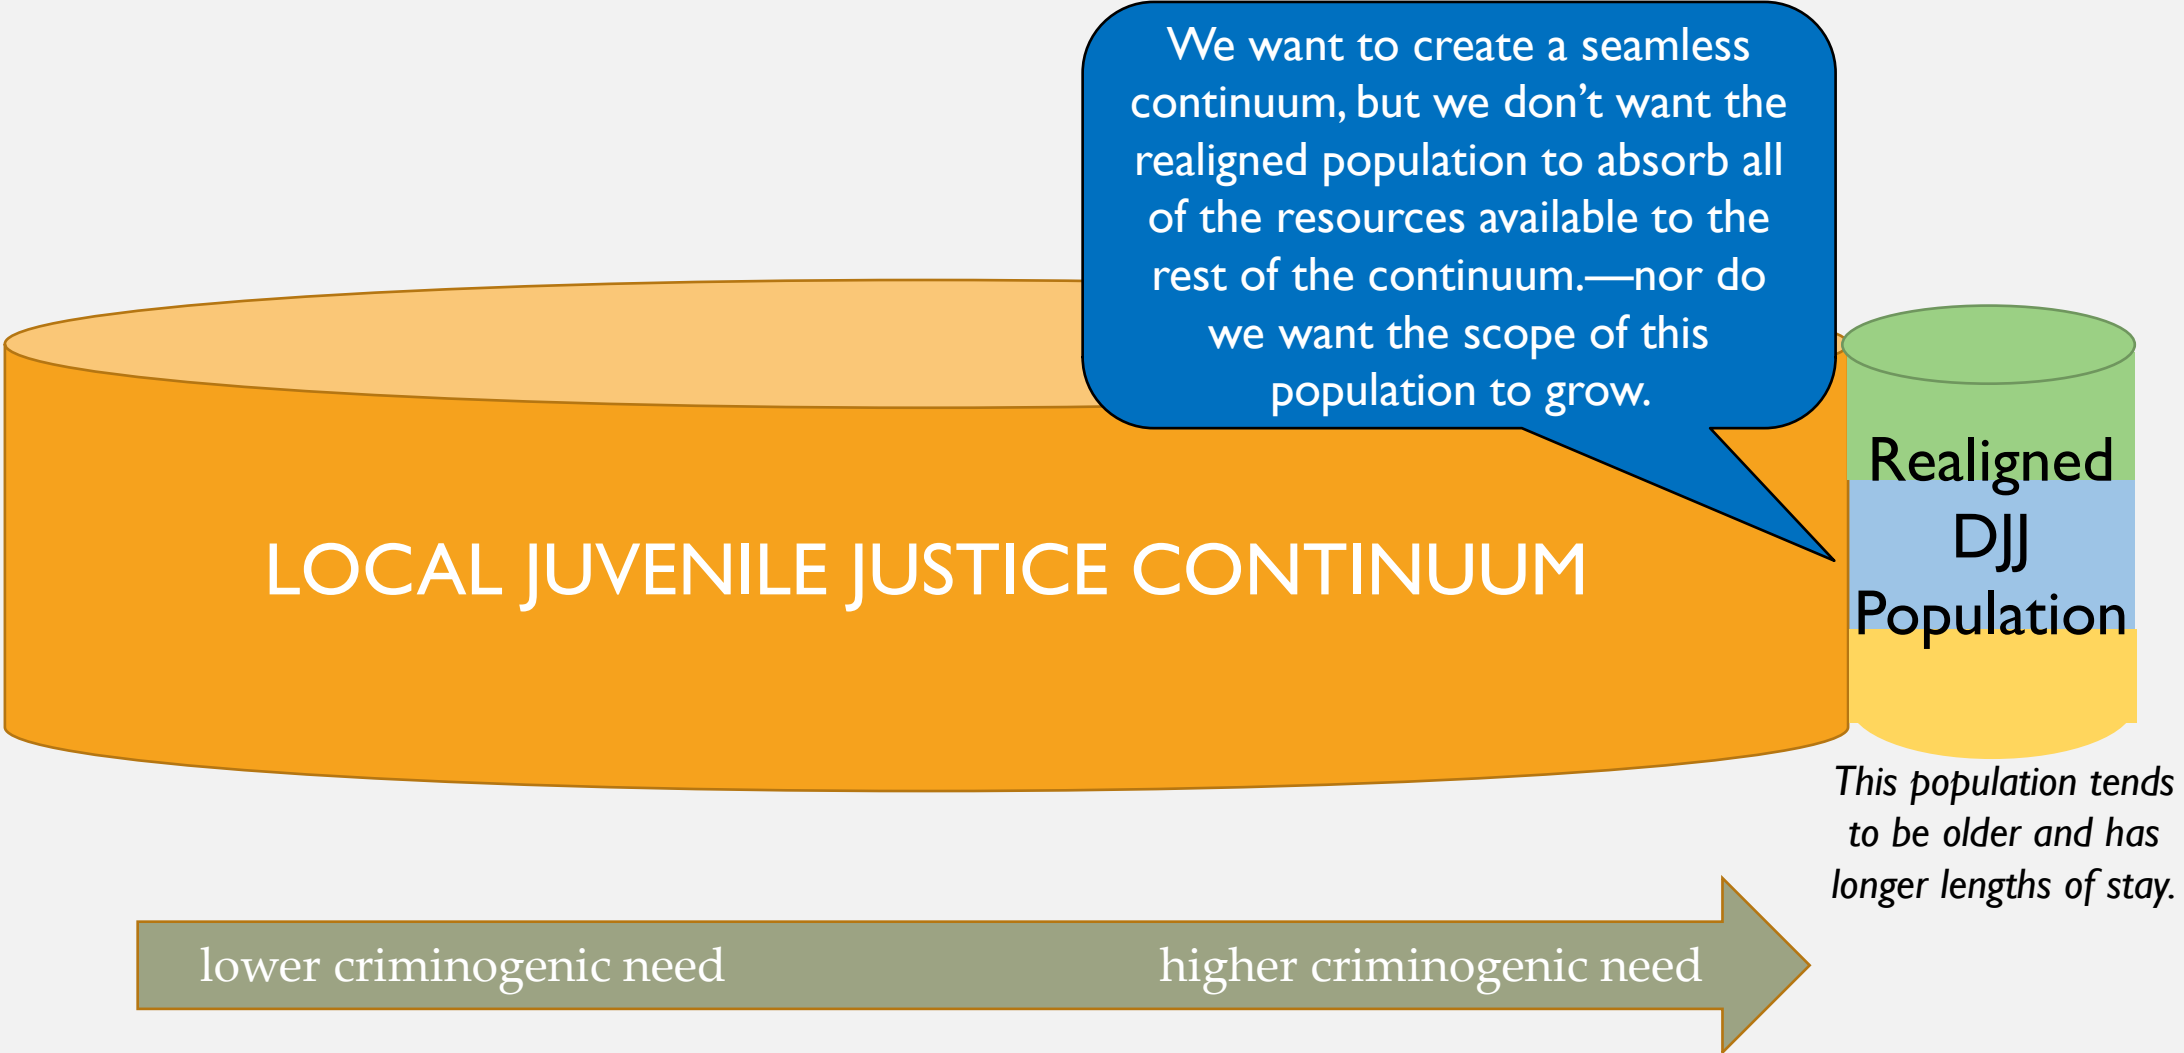 We want to create a seamless
continuum, but we don’t want the
realigned population to absorb all
of the resources available to the
rest of the continuum.—nor do
we want the scope of this
population to grow.
LOCAL JUVENILE JUSTICE CONTINUUM
Realigned
DJJ
Population
This population tends
to be older and has
longer lengths of stay.
lower criminogenic need
higher criminogenic need